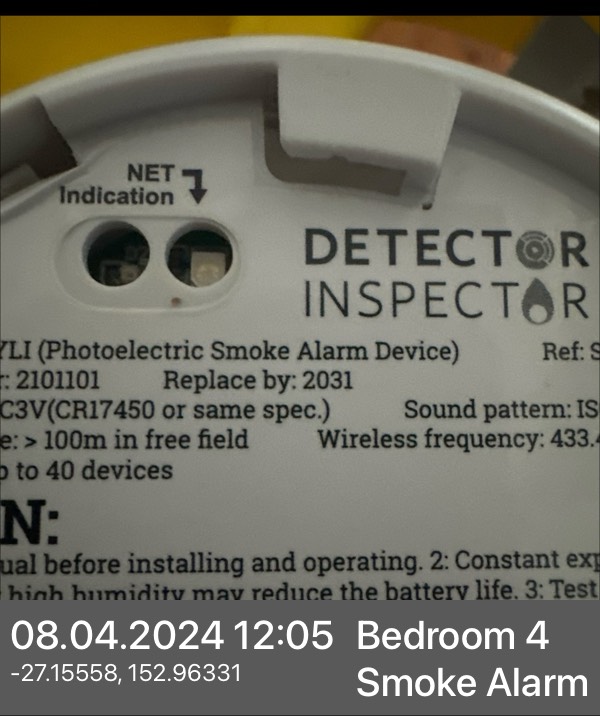 NET
Indication
DETECTOR
INSPECTOR
YLI (Photoelectric Smoke Alarm Device) Ref: S
r: 2101101 Replace by: 2031
C3V(CR17450 or same spec.) Sound pattern: IS
e: > 100m in free field Wireless frequency: 433.4
p to 40 devices
N:
ual before installing and operating. 2: Constant exp
high humidity may reduce the battery life. 3: Test
08.04.2024 12:05 Bedroom 4
-27.15558, 152.96331
Smoke Alarm